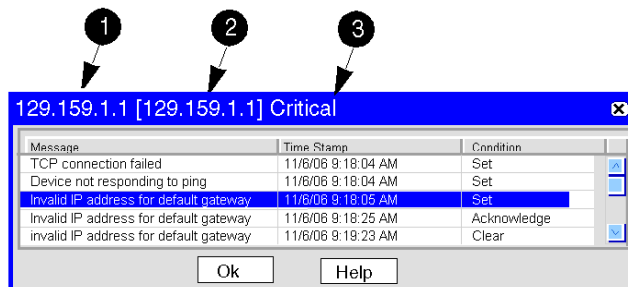 1 2 3
129.159.1.1 [129.159.1.1] Critical
Message Time Stamp Condition
TCP connection failed 11/6/06 9:18:04 AM Set
Device not responding to ping 11/6/06 9:18:04 AM Set
Invalid IP address for default gateway 11/6/06 9:18:05 AM Set
Invalid IP address for default gateway 11/6/06 9:18:25 AM Acknowledge
invalid IP address for default gateway 11/6/06 9:19:23 AM Clear
Ok Help